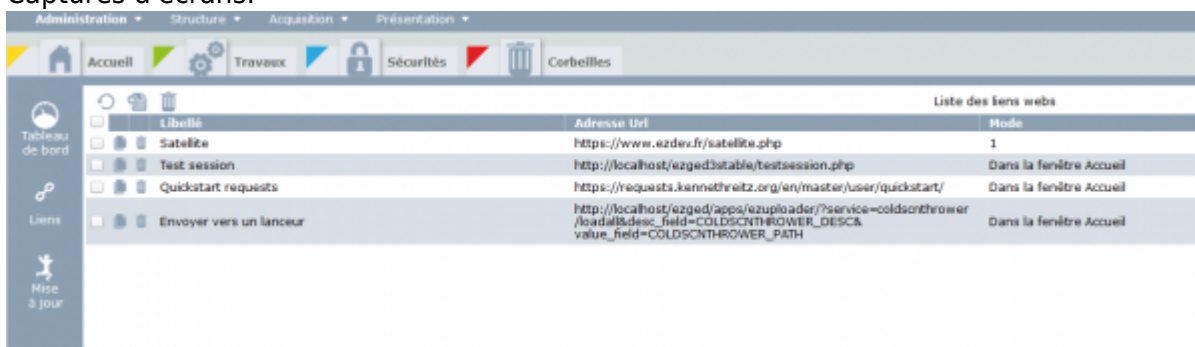 Captures d'écrans:
Administration Structure Acquisition Présentation
Accueil Travaux Sécurités Corbeilles
Liste des liens webs
Tableau de bord
Liens
Mise à jour
Libellé Adresse Url Mode
Satellite https://www.ezdev.fr/satellite.php 1
Test session http://localhost/ezged3stable/testsession.php Dans la fenêtre Accueil
Quickstart requests https://requests.kennethreitz.org/en/master/user/quickstart/ Dans la fenêtre Accueil
Envoyer vers un lanceur http://localhost/ezged/apps/ezuploader/?service=coldscnthrower
/loadall&desc_field=COLDSCNTHROWER_DESC&
value_field=COLDSCNTHROWER_PATH Dans la fenêtre Accueil